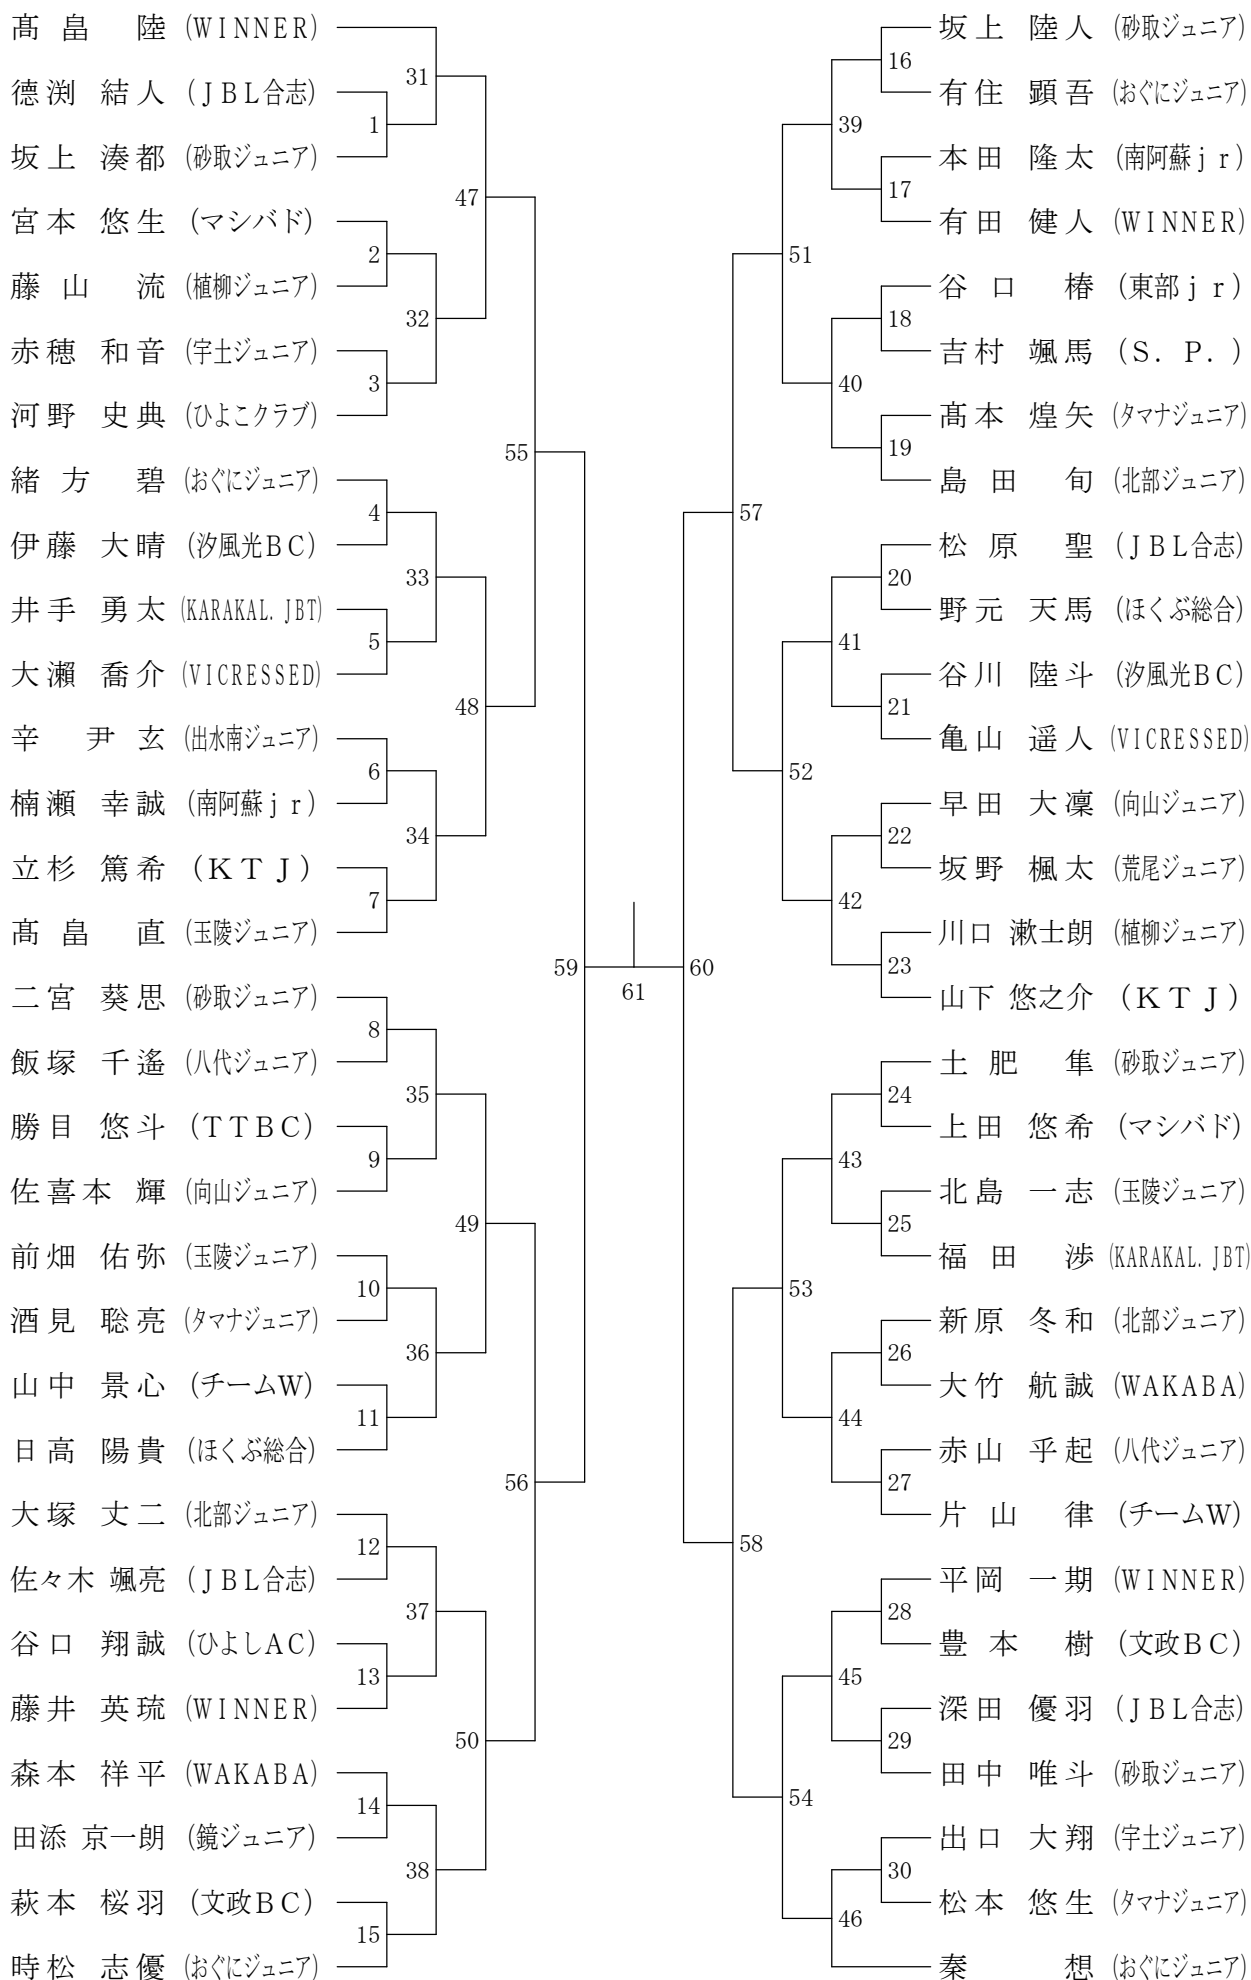 髙畠 陸 (WINNER)
德渕 結人 (JBL合志)
坂上 湊都 (砂取ジュニア)
宮本 悠生 (マシバド)
藤山 流 (植柳ジュニア)
赤穂 和音 (宇土ジュニア)
河野 史典 (ひよこクラブ)
緒方 碧 (おぐにジュニア)
伊藤 大晴 (汐風光BC)
井手 勇太 (KARAKAL.JBT)
大瀬 喬介 (VICRESSED)
辛 尹玄 (出水南ジュニア)
楠瀬 幸誠 (南阿蘇jr)
立杉 篤希 (KTJ)
髙畠 直 (玉陵ジュニア)
二宮 葵思 (砂取ジュニア)
飯塚 千遙 (八代ジュニア)
勝目 悠斗 (TTBC)
佐喜本 輝 (向山ジュニア)
前畑 佑弥 (玉陵ジュニア)
酒見 聡亮 (タマナジュニア)
山中 景心 (チームW)
日高 陽貴 (ほくぶ総合)
大塚 丈二 (北部ジュニア)
佐々木 颯亮 (JBL合志)
谷口 翔誠 (ひよしAC)
藤井 英琉 (WINNER)
森本 祥平 (WAKABA)
田添 京一朗 (鏡ジュニア)
萩本 桜羽 (文政BC)
時松 志優 (おぐにジュニア)
1
2
3
4
5
6
7
8
9
10
11
12
13
14
15
31
32
33
34
35
36
37
38
47
48
49
50
55
56
59
61
60
57
58
51
52
53
54
39
40
41
42
43
44
45
46
16
17
18
19
20
21
22
23
24
25
26
27
28
29
30
坂上 陸人 (砂取ジュニア)
有住 顕吾 (おぐにジュニア)
本田 隆太 (南阿蘇jr)
有田 健人 (WINNER)
谷口 椿 (東部jr)
吉村 颯馬 (S.P.)
髙本 煌矢 (タマナジュニア)
島田 旬 (北部ジュニア)
松原 聖 (JBL合志)
野元 天馬 (ほくぶ総合)
谷川 陸斗 (汐風光BC)
亀山 遥人 (VICRESSED)
早田 大凜 (向山ジュニア)
坂野 楓太 (荒尾ジュニア)
川口 漱士朗 (植柳ジュニア)
山下 悠之介 (KTJ)
土肥 隼 (砂取ジュニア)
上田 悠希 (マシバド)
北島 一志 (玉陵ジュニア)
福田 渉 (KARAKAL.JBT)
新原 冬和 (北部ジュニア)
大竹 航誠 (WAKABA)
赤山 乎起 (八代ジュニア)
片山 律 (チームW)
平岡 一期 (WINNER)
豊本 樹 (文政BC)
深田 優羽 (JBL合志)
田中 唯斗 (砂取ジュニア)
出口 大翔 (宇土ジュニア)
松本 悠生 (タマナジュニア)
秦 想 (おぐにジュニア)